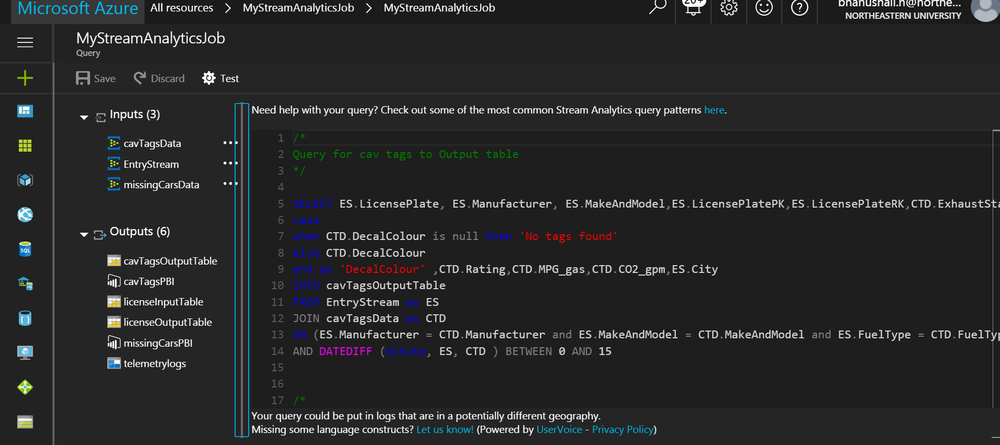 Microsoft Azure All resources > MyStreamAnalyticsJob > MyStreamAnalyticsJob
20+
bhanushali.n@northe...
NORTHEASTERN UNIVERSITY
MyStreamAnalyticsJob
Query
Save Discard Test
Inputs (3)
cavTagsData ...
EntryStream ...
missingCarsData ...
Outputs (6)
cavTagsOutputTable
cavTagsPBI
licenseInputTable
licenseOutputTable
missingCarsPBI
telemetrylogs
SQL
SQL
Need help with your query? Check out some of the most common Stream Analytics query patterns here.
1 /*
2 Query for cav tags to Output table
3 */
4
5 SELECT ES.LicensePlate, ES.Manufacturer, ES.MakeAndModel,ES.LicensePlatePK,ES.LicensePlateRK,CTD.ExhaustSta
6 case
7 when CTD.DecalColour is null then 'No tags found'
8 else CTD.DecalColour
9 end as 'DecalColour' ,CTD.Rating,CTD.MPG_gas,CTD.CO2_gpm,ES.City
10 INTO cavTagsOutputTable
11 FROM EntryStream as ES
12 JOIN cavTagsData as CTD
13 ON (ES.Manufacturer = CTD.Manufacturer and ES.MakeAndModel = CTD.MakeAndModel and ES.FuelType = CTD.FuelTyp
14 AND DATEDIFF (minute, ES, CTD ) BETWEEN 0 AND 15
15
16
17 /*
Your query could be put in logs that are in a potentially different geography.
Missing some language constructs? Let us know! (Powered by UserVoice - Privacy Policy)